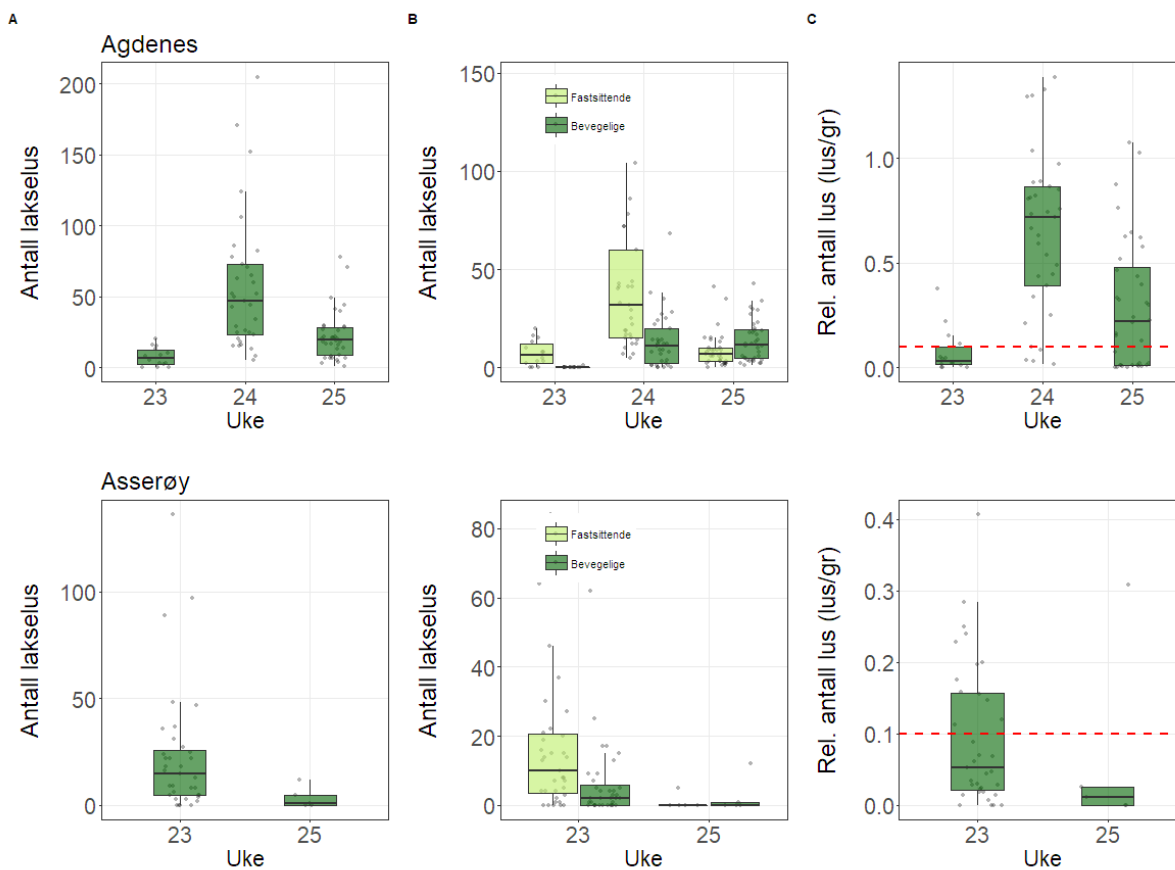 A
B
C
Agdenes
Antall lakselus
200
150
100
50
0
23
24
25
Uke
Antall lakselus
150
100
50
0
Fastsittende
Bevegelige
23
24
25
Uke
Rel. antall lus (lus/gr)
1.0
0.5
0.0
23
24
25
Uke
Asserøy
Antall lakselus
100
50
0
23
25
Uke
Antall lakselus
80
60
40
20
0
Fastsittende
Bevegelige
23
25
Uke
Rel. antall lus (lus/gr)
0.4
0.3
0.2
0.1
0.0
23
25
Uke